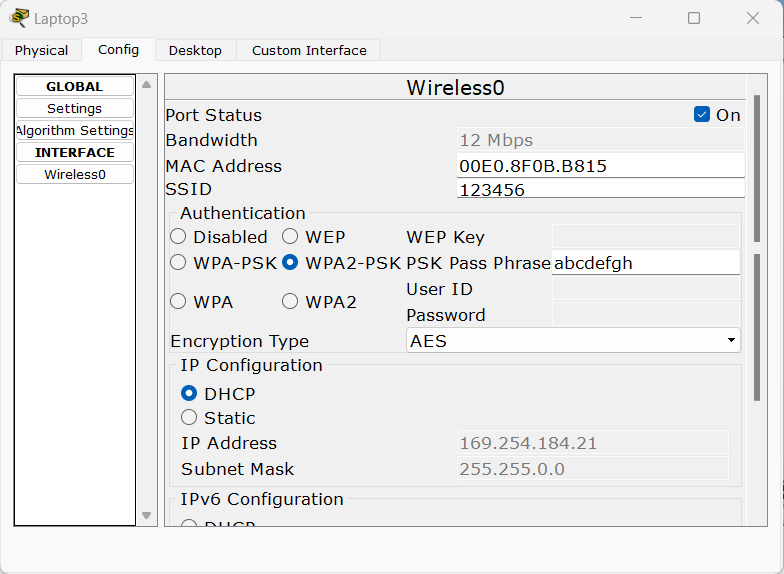 Laptop3
Physical Config Desktop Custom Interface
GLOBAL
Settings
Algorithm Settings
INTERFACE
Wireless0
Wireless0
Port Status On
Bandwidth 12 Mbps
MAC Address 00E0.8F0B.B815
SSID 123456
Authentication
Disabled WEP WEP Key
WPA-PSK WPA2-PSK PSK Pass Phrase abcdefgh
User ID
WPA WPA2
Password
Encryption Type AES
IP Configuration
DHCP
Static
IP Address 169.254.184.21
Subnet Mask 255.255.0.0
IPv6 Configuration
DHCP